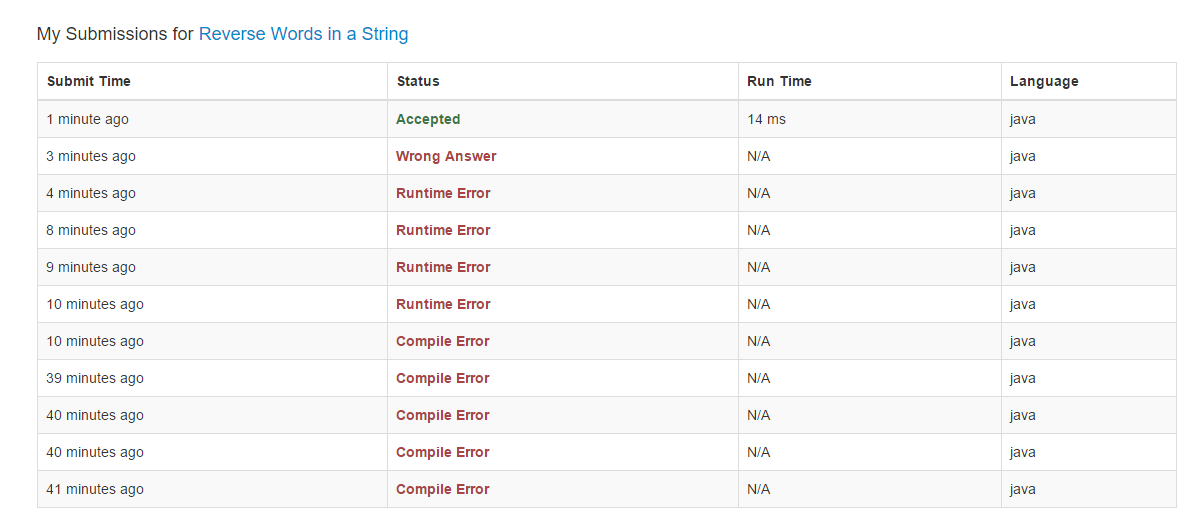 My Submissions for Reverse Words in a String
Submit Time Status Run Time Language
1 minute ago Accepted 14 ms java
3 minutes ago Wrong Answer N/A java
4 minutes ago Runtime Error N/A java
8 minutes ago Runtime Error N/A java
9 minutes ago Runtime Error N/A java
10 minutes ago Runtime Error N/A java
10 minutes ago Compile Error N/A java
39 minutes ago Compile Error N/A java
40 minutes ago Compile Error N/A java
40 minutes ago Compile Error N/A java
41 minutes ago Compile Error N/A java